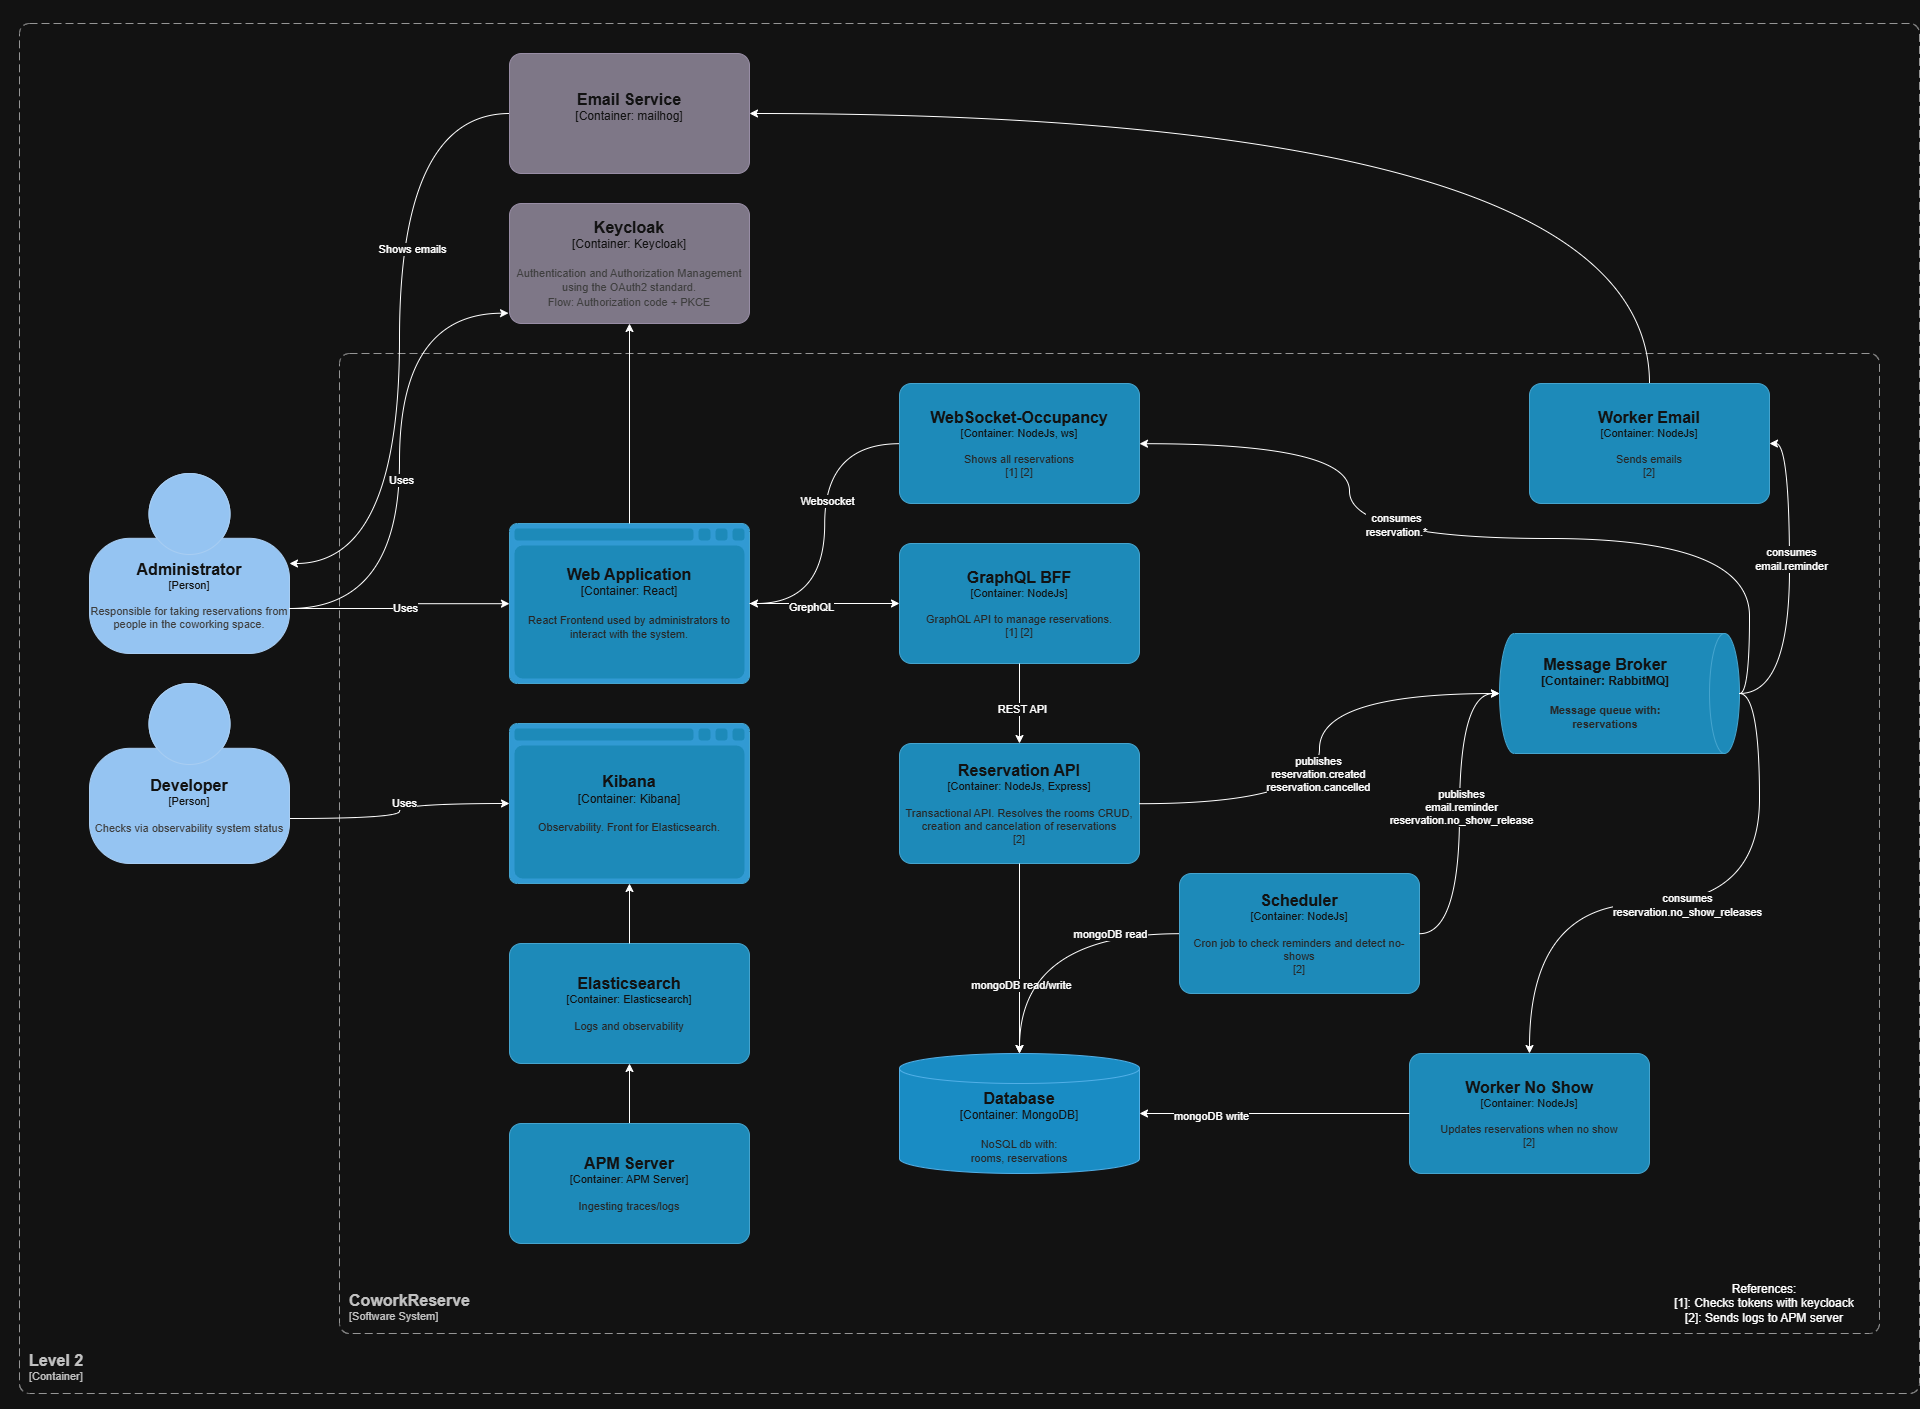 Email Service
[Container: mailhog]
Shows emails
Keycloak
[Container: Keycloak]
Authentication and Authorization Management
using the OAuth2 standard.
Flow: Authorization code + PKCE
Uses
WebSocket-Occupancy
[Container: NodeJs, ws]
Shows all reservations
[1] [2]
Worker Email
[Container: NodeJs]
Sends emails
[2]
Websocket
consumes
reservation.*
consumes
email.reminder
Administrator
[Person]
Responsible for taking reservations from
people in the coworking space.
Uses
Web Application
[Container: React]
React Frontend used by administrators to
interact with the system.
GrephQL
GraphQL BFF
[Container: NodeJs]
GraphQL API to manage reservations.
[1] [2]
Message Broker
[Container: RabbitMQ]
Message queue with:
reservations
REST API
Developer
[Person]
Checks via observability system status
Uses
Kibana
[Container: Kibana]
Observability. Front for Elasticsearch.
Reservation API
[Container: NodeJs, Express]
Transactional API. Resolves the rooms CRUD,
creation and cancelation of reservations
[2]
publishes
reservation.created
reservation.cancelled
publishes
email.reminder
reservation.no_show_release
Scheduler
[Container: NodeJs]
Cron job to check reminders and detect no-
shows
[2]
consumes
reservation.no_show_releases
mongoDB read
mongoDB read/write
Elasticsearch
[Container: Elasticsearch]
Logs and observability
Database
[Container: MongoDB]
NoSQL db with:
rooms, reservations
mongoDB write
Worker No Show
[Container: NodeJs]
Updates reservations when no show
[2]
APM Server
[Container: APM Server]
Ingesting traces/logs
CoworkReserve
[Software System]
References:
[1]: Checks tokens with keycloack
[2]: Sends logs to APM server
Level 2
[Container]